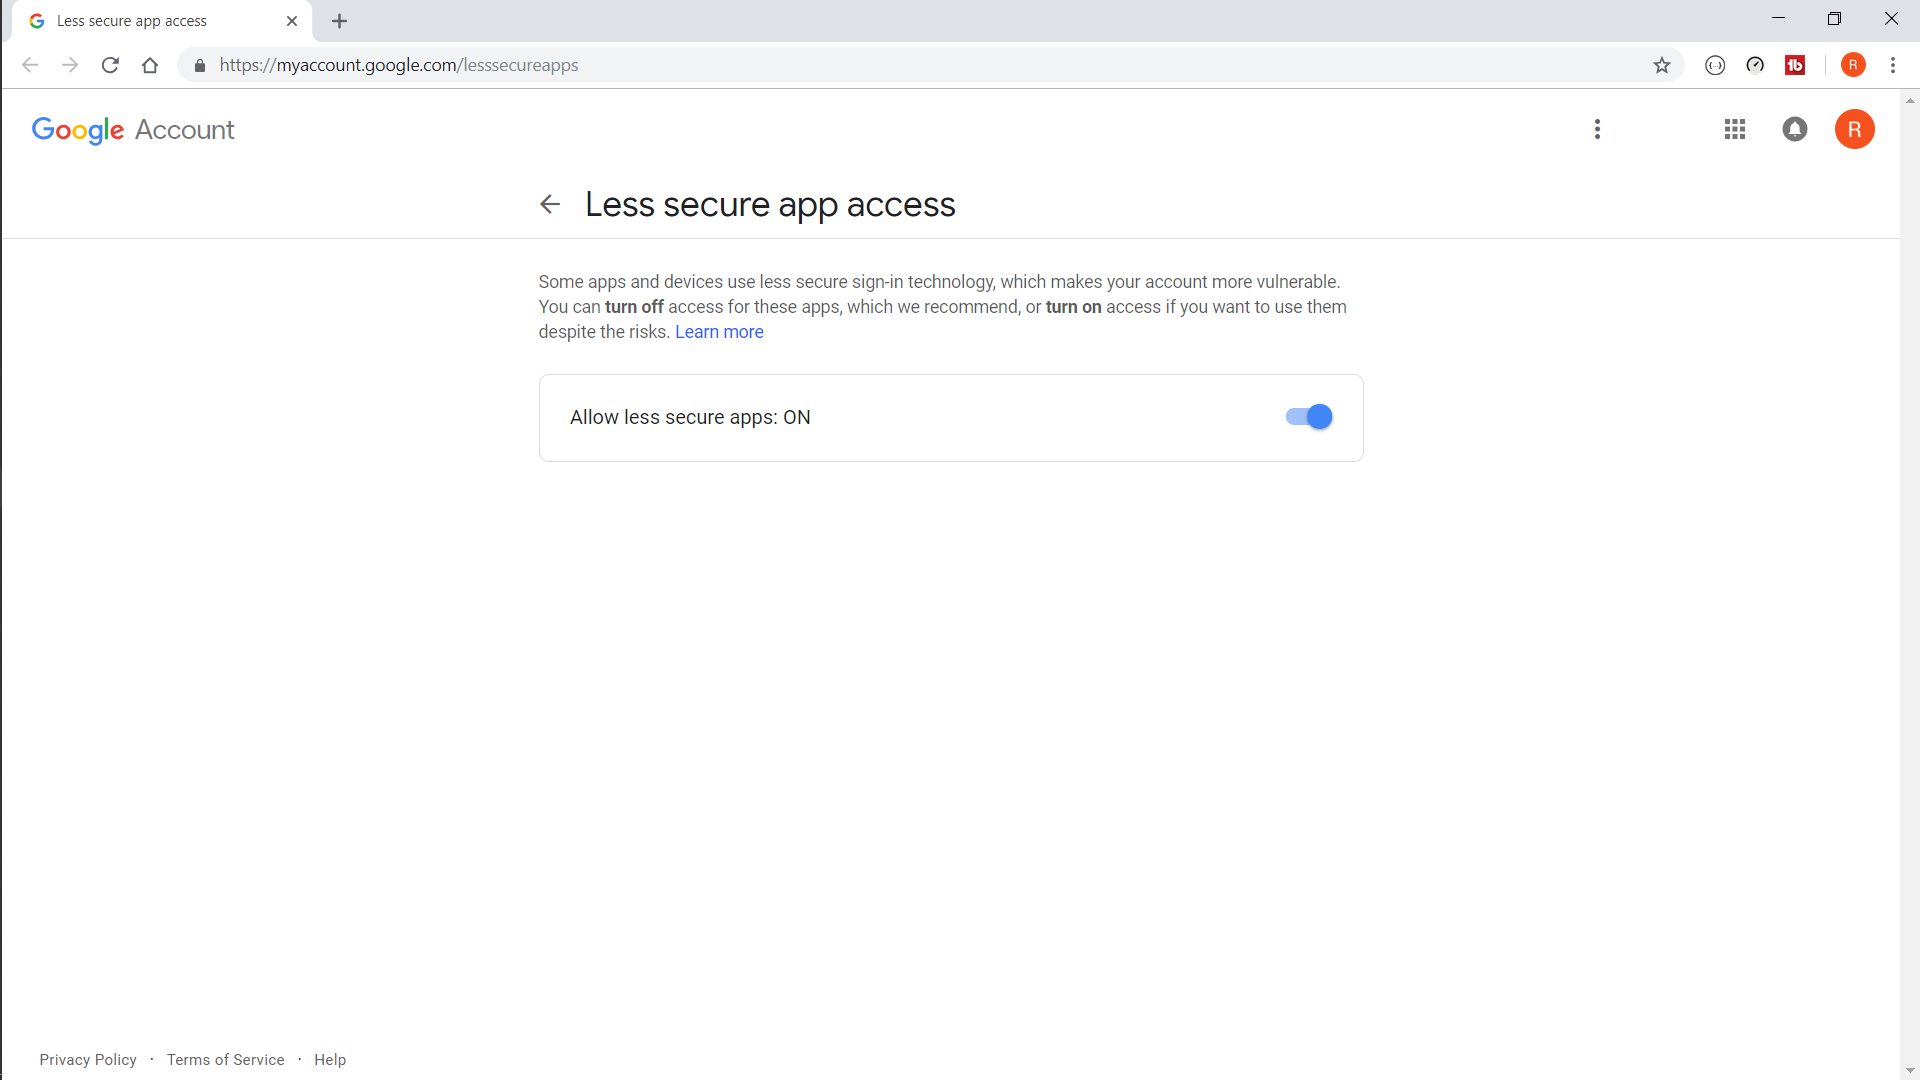 Less secure app access
https://myaccount.google.com/lesssecureapps
R
Google Account
R
Less secure app access
Some apps and devices use less secure sign-in technology, which makes your account more vulnerable.
You can turn off access for these apps, which we recommend, or turn on access if you want to use them
despite the risks. Learn more
Allow less secure apps: ON
Privacy Policy · Terms of Service · Help